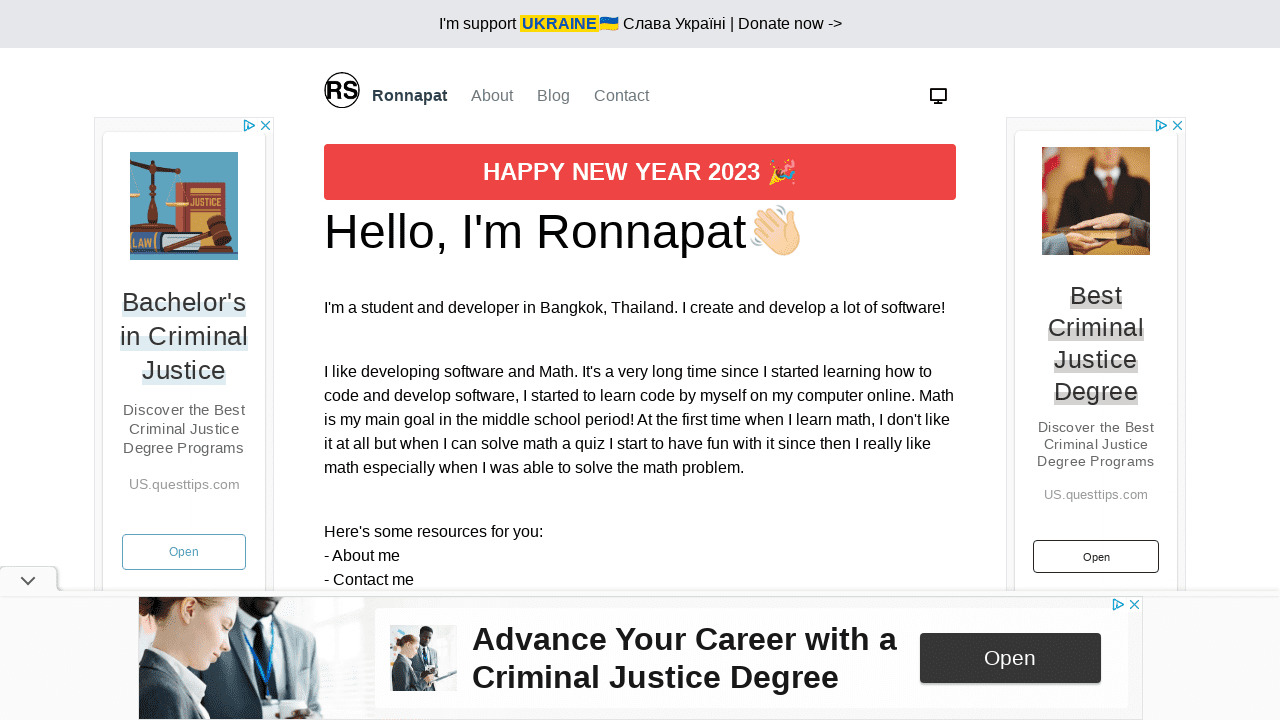 I'm support UKRAINE🇺🇦 Слава Україні | Donate now ->
RS Ronnapat About Blog Contact
HAPPY NEW YEAR 2023 🎉
Hello, I'm Ronnapat👋🏻
I'm a student and developer in Bangkok, Thailand. I create and develop a lot of software!
I like developing software and Math. It's a very long time since I started learning how to
code and develop software, I started to learn code by myself on my computer online. Math
is my main goal in the middle school period! At the first time when I learn math, I don't like
it at all but when I can solve math a quiz I start to have fun with it since then I really like
math especially when I was able to solve the math problem.
Here's some resources for you:
- About me
- Contact me
JUSTICE
LAW
Bachelor's
in Criminal
Justice
Discover the Best
Criminal Justice
Degree Programs
US.questtips.com
Open
Best
Criminal
Justice
Degree
Discover the Best
Criminal Justice
Degree Programs
US.questtips.com
Open
Advance Your Career with a
Criminal Justice Degree
Open